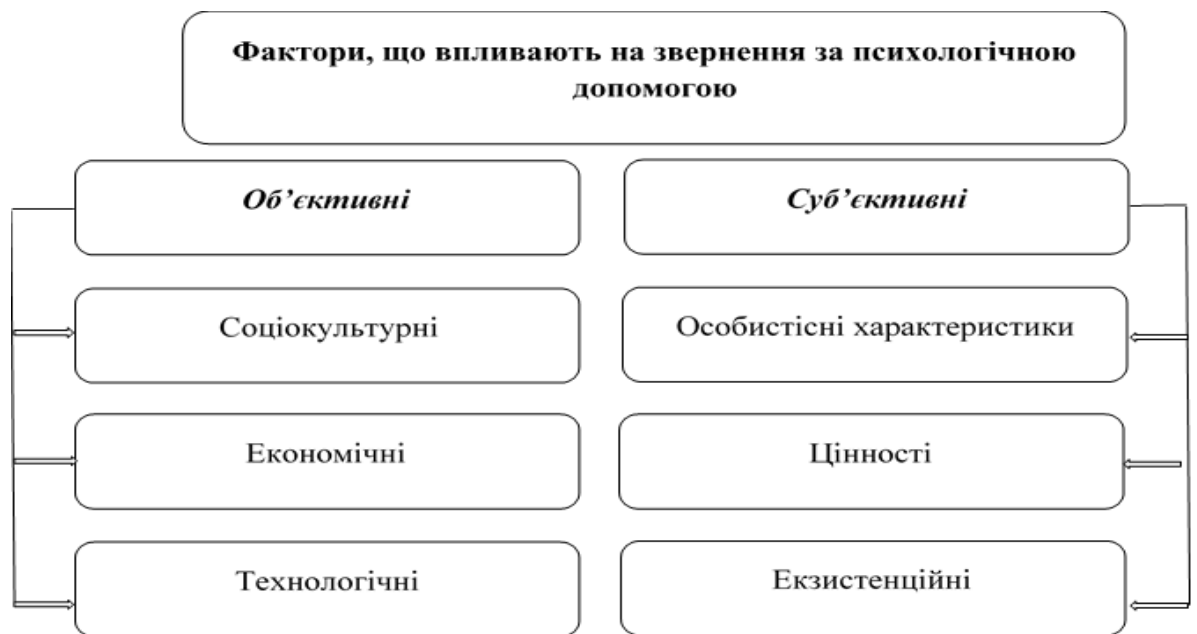 Фактори, що впливають на звернення за психологічною
допомогою
Об’єктивні
Суб’єктивні
Соціокультурні
Особистісні характеристики
Економічні
Цінності
Технологічні
Екзистенційні